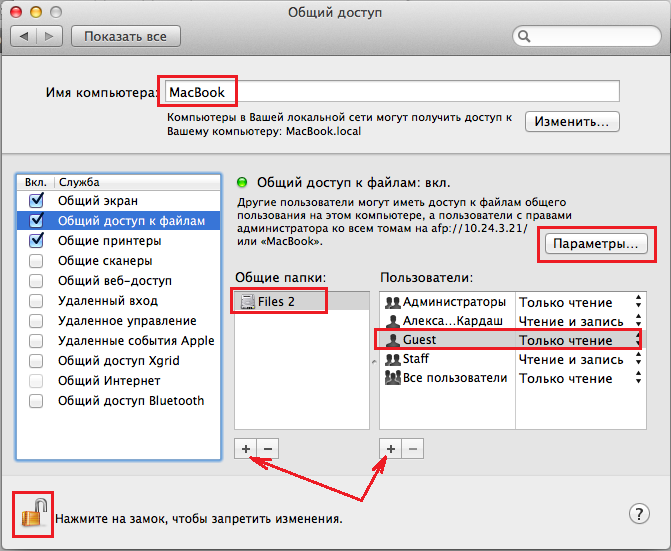 Общий доступ
Показать все
Имя компьютера: MacBook
Компьютеры в Вашей локальной сети могут получить доступ к
Вашему компьютеру: MacBook.local
Изменить...
Вкл. Служба
Общий экран
Общий доступ к файлам
Общие принтеры
Общие сканеры
Общий веб-доступ
Удаленный вход
Удаленное управление
Удаленные события Apple
Общий доступ Xgrid
Общий Интернет
Общий доступ Bluetooth
Общий доступ к файлам: вкл.
Другие пользователи могут иметь доступ к файлам общего
пользования на этом компьютере, а пользователи с правами
администратора ко всем томам на afp://10.24.3.21/
или «MacBook».
Параметры...
Общие папки:
Files 2
Пользователи:
Администраторы Только чтение
Алекса...Кардаш Чтение и запись
Guest Только чтение
Staff Чтение и запись
Все пользователи Только чтение
+ − + −
Нажмите на замок, чтобы запретить изменения.
?